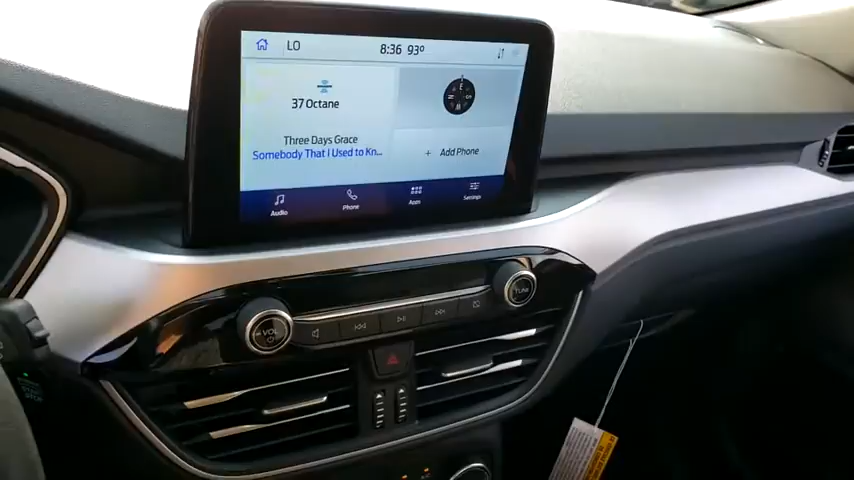 LO 8:36 93°
37 Octane
Three Days Grace
Somebody That I Used to Kn...
+ Add Phone
Audio Phone Apps Settings
VOL
TUNE